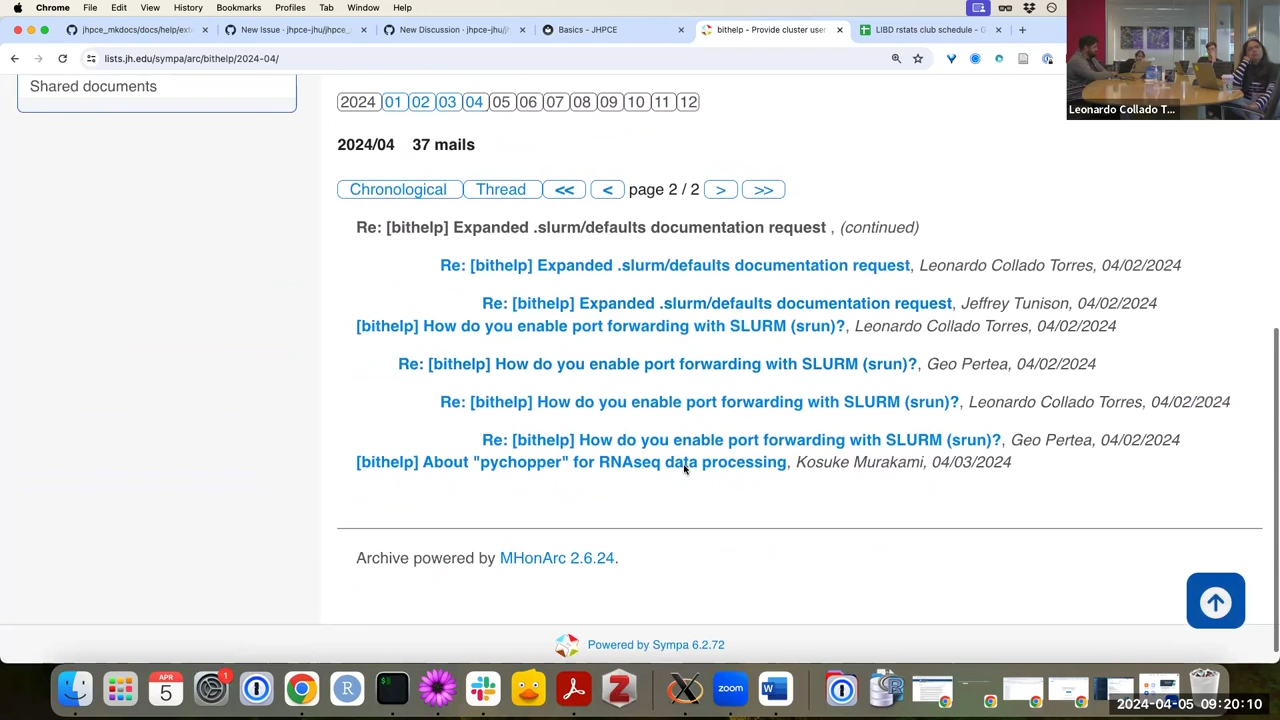 Chrome File Edit View History Bookmarks Profiles Tab Window Help
jhpce_mkdocs/docs/help/ext
New Issue · jhpce-jhu/jhpce_
New Discussion · jhpce-jhu/jh
Basics - JHPCE
bithelp - Provide cluster user
LIBD rstats club schedule - G
lists.jh.edu/sympa/arc/bithelp/2024-04/
Leonardo Collado T...
Shared documents
2024 01 02 03 04 05 06 07 08 09 10 11 12
2024/04 37 mails
Chronological Thread << < page 2 / 2 > >>
Re: [bithelp] Expanded .slurm/defaults documentation request , (continued)
Re: [bithelp] Expanded .slurm/defaults documentation request, Leonardo Collado Torres, 04/02/2024
Re: [bithelp] Expanded .slurm/defaults documentation request, Jeffrey Tunison, 04/02/2024
[bithelp] How do you enable port forwarding with SLURM (srun)?, Leonardo Collado Torres, 04/02/2024
Re: [bithelp] How do you enable port forwarding with SLURM (srun)?, Geo Pertea, 04/02/2024
Re: [bithelp] How do you enable port forwarding with SLURM (srun)?, Leonardo Collado Torres, 04/02/2024
Re: [bithelp] How do you enable port forwarding with SLURM (srun)?, Geo Pertea, 04/02/2024
[bithelp] About "pychopper" for RNAseq data processing, Kosuke Murakami, 04/03/2024
Archive powered by MHonArc 2.6.24.
Powered by Sympa 6.2.72
APR
5
1
R
$
Z
X
zoom
W
2024-04-05 09:20:10